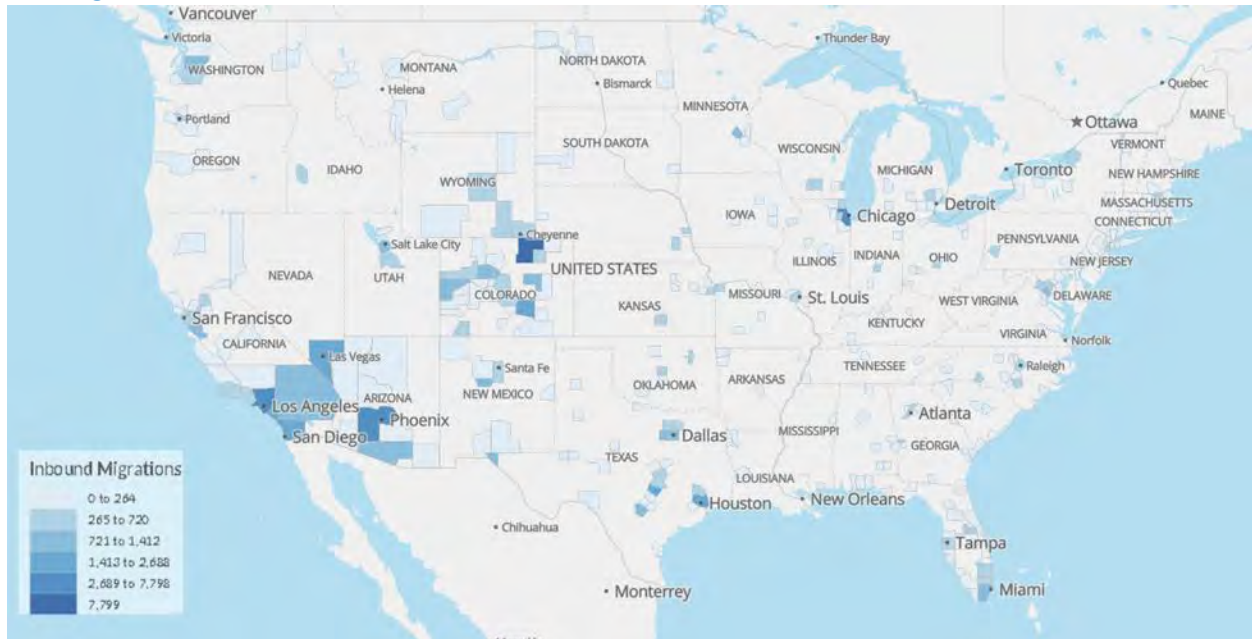 Vancouver
Victoria
WASHINGTON
Thunder Bay
Quebec
MAINE
MONTANA
NORTH DAKOTA
Helena
Bismarck
MINNESOTA
Portland
Ottawa
OREGON
IDAHO
SOUTH DAKOTA
WISCONSIN
VERMONT
WYOMING
MICHIGAN
Toronto
NEW HAMPSHIRE
Detroit
MASSACHUSETTS
IOWA
Chicago
CONNECTICUT
Cheyenne
Salt Lake City
PENNSYLVANIA
NEVADA
UTAH
UNITED STATES
ILLINOIS
INDIANA
OHIO
NEW JERSEY
COLORADO
KANSAS
MISSOURI
St. Louis
WEST VIRGINIA
DELAWARE
San Francisco
KENTUCKY
VIRGINIA
Norfolk
CALIFORNIA
Las Vegas
Santa Fe
TENNESSEE
Raleigh
OKLAHOMA
ARKANSAS
NEW MEXICO
ARIZONA
Los Angeles
Phoenix
Atlanta
San Diego
Dallas
MISSISSIPPI
GEORGIA
TEXAS
LOUISIANA
Houston
New Orleans
Chihuahua
Tampa
Monterrey
Miami
Inbound Migrations
0 to 264
265 to 720
721 to 1,412
1,413 to 2,688
2,689 to 7,798
7,799